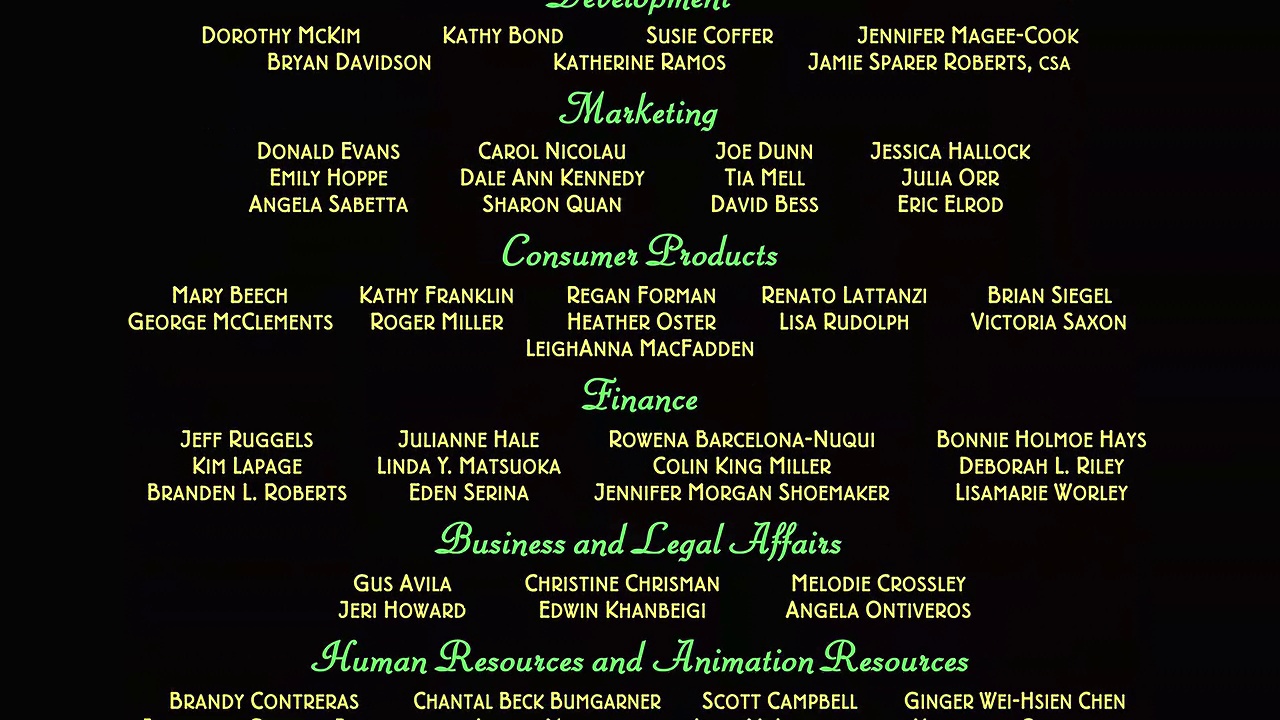 Development
Dorothy McKim Kathy Bond Susie Coffer Jennifer Magee-Cook
Bryan Davidson Katherine Ramos Jamie Sparer Roberts, CSA
Marketing
Donald Evans Carol Nicolau Joe Dunn Jessica Hallock
Emily Hoppe Dale Ann Kennedy Tia Mell Julia Orr
Angela Sabetta Sharon Quan David Bess Eric Elrod
Consumer Products
Mary Beech Kathy Franklin Regan Forman Renato Lattanzi Brian Siegel
George McClements Roger Miller Heather Oster Lisa Rudolph Victoria Saxon
LeighAnna MacFadden
Finance
Jeff Ruggels Julianne Hale Rowena Barcelona-Nuqui Bonnie Holmoe Hays
Kim Lapage Linda Y. Matsuoka Colin King Miller Deborah L. Riley
Branden L. Roberts Eden Serina Jennifer Morgan Shoemaker Lisamarie Worley
Business and Legal Affairs
Gus Avila Christine Chrisman Melodie Crossley
Jeri Howard Edwin Khanbeigi Angela Ontiveros
Human Resources and Animation Resources
Brandy Contreras Chantal Beck Bumgarner Scott Campbell Ginger Wei-Hsien Chen